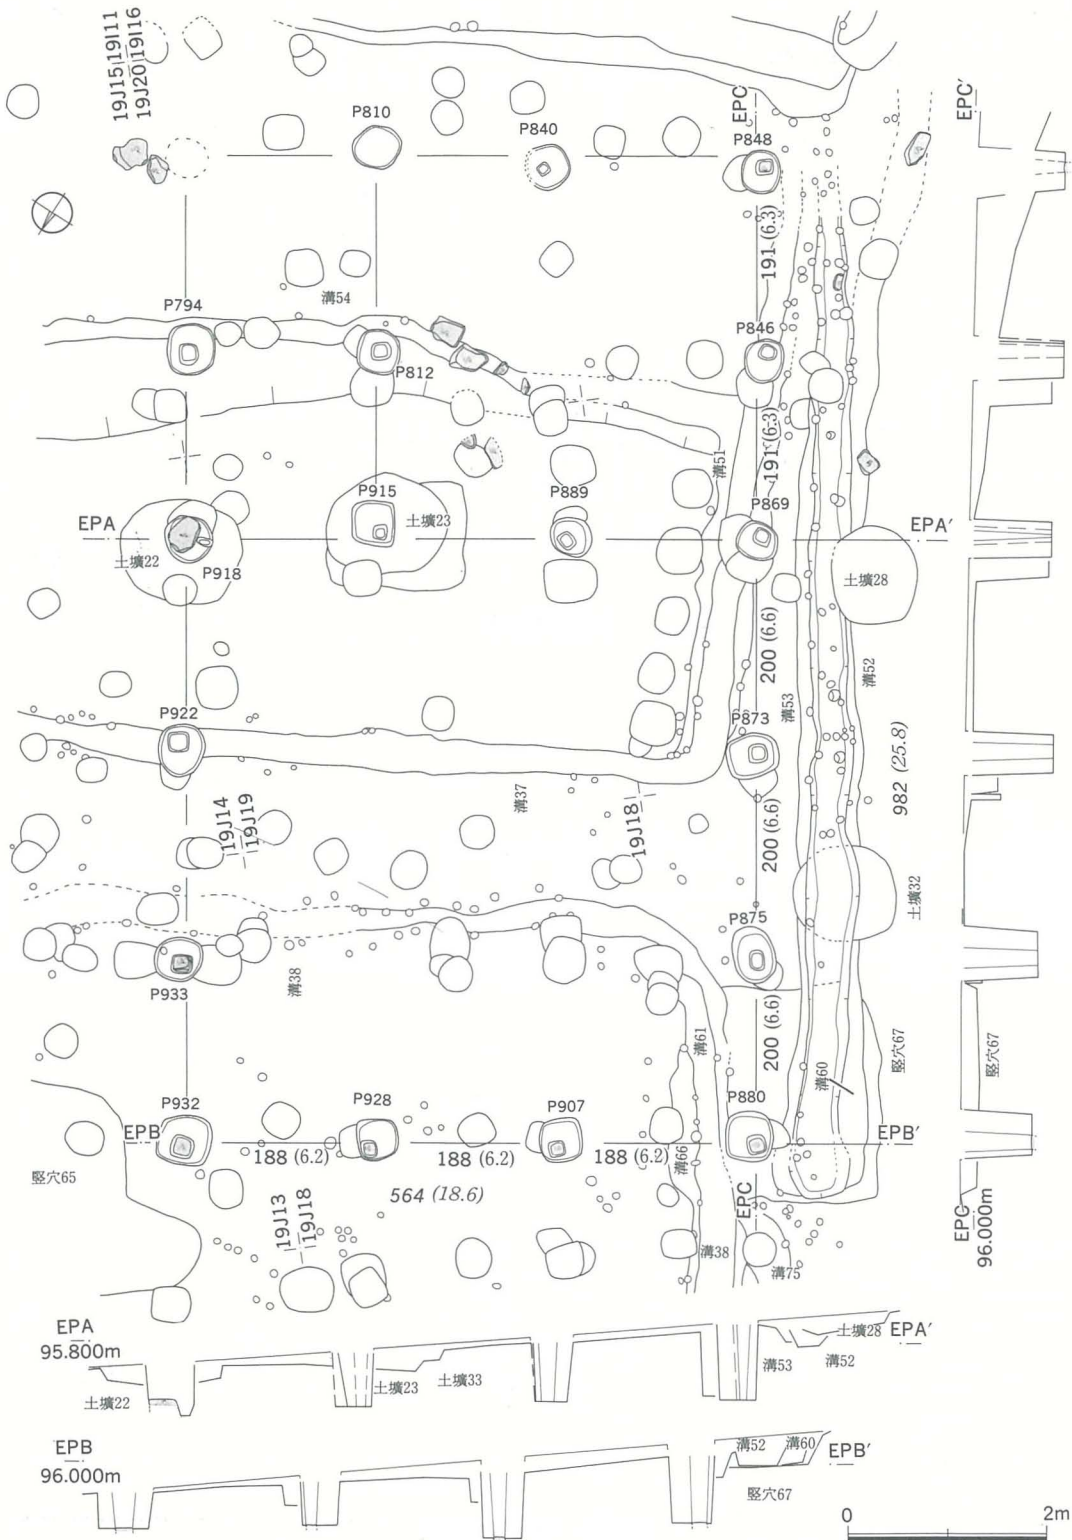 19J15 19I11
19J20 19I16
P810
P840
EPC
P848
EPC′
191 (6.3)
溝54
P794
P812
P846
191 (6.3)
溝51
P915
P889
P869
EPA
土壙23
EPA′
土壙22
P918
土壙28
200 (6.6)
溝53
溝52
P922
P873
982 (25.8)
溝37
19J14
19J19
19J18
200 (6.6)
土壙32
P875
P933
溝38
200 (6.6)
溝61
竪穴67
竪穴67
溝60
P932
P928
P907
P880
EPB
EPB′
188 (6.2)
188 (6.2)
188 (6.2)
溝66
竪穴65
564 (18.6)
EPC
EPC
96.000m
19J13
19J18
溝38
溝75
EPA
95.800m
土壙28
EPA′
溝53
溝52
土壙22
土壙23
土壙33
EPB
96.000m
溝52
溝60
EPB′
竪穴67
0
2m